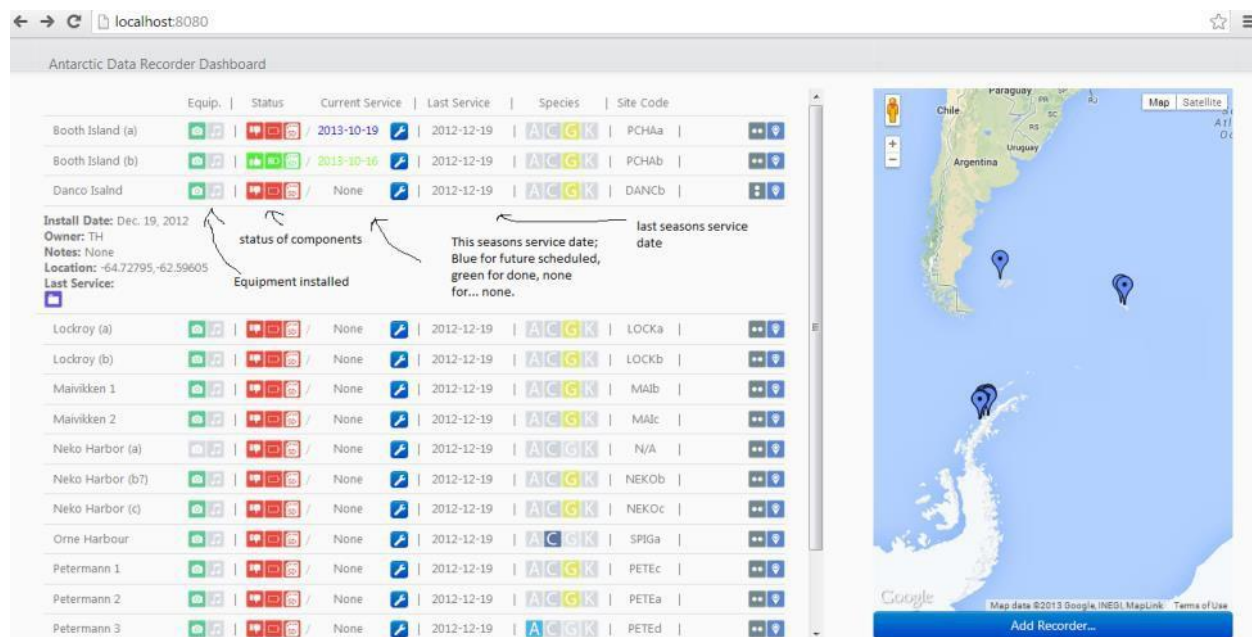 localhost:8080
Antarctic Data Recorder Dashboard
Equip. | Status Current Service | Last Service | Species | Site Code
Booth Island (a) | / 2013-10-19 | 2012-12-19 | A C G K | PCHAa |
Booth Island (b) | / 2013-10-16 | 2012-12-19 | A C G K | PCHAb |
Danco Isalnd | / None | 2012-12-19 | A C G K | DANCb |
Install Date: Dec. 19, 2012
Owner: TH
Notes: None
Location: -64.72795,-62.59605
Last Service:
status of components
Equipment installed
This seasons service date;
Blue for future scheduled,
green for done, none
for... none.
last seasons service
date
Lockroy (a) | / None | 2012-12-19 | A C G K | LOCKa |
Lockroy (b) | / None | 2012-12-19 | A C G K | LOCKb |
Maivikken 1 | / None | 2012-12-19 | A C G K | MAIb |
Maivikken 2 | / None | 2012-12-19 | A C G K | MAIc |
Neko Harbor (a) | / None | 2012-12-19 | A C G K | N/A |
Neko Harbor (b?) | / None | 2012-12-19 | A C G K | NEKOb |
Neko Harbor (c) | / None | 2012-12-19 | A C G K | NEKOc |
Orne Harbour | / None | 2012-12-19 | A C G K | SPIGa |
Petermann 1 | / None | 2012-12-19 | A C G K | PETEc |
Petermann 2 | / None | 2012-12-19 | A C G K | PETEa |
Petermann 3 | / None | 2012-12-19 | A C G K | PETEd |
Paraguay
SP
PR
RJ
Map Satellite
Chile
SC
RS
Uruguay
Argentina
Google
Map data ©2013 Google, INEGI, MapLink Terms of Use
Add Recorder...